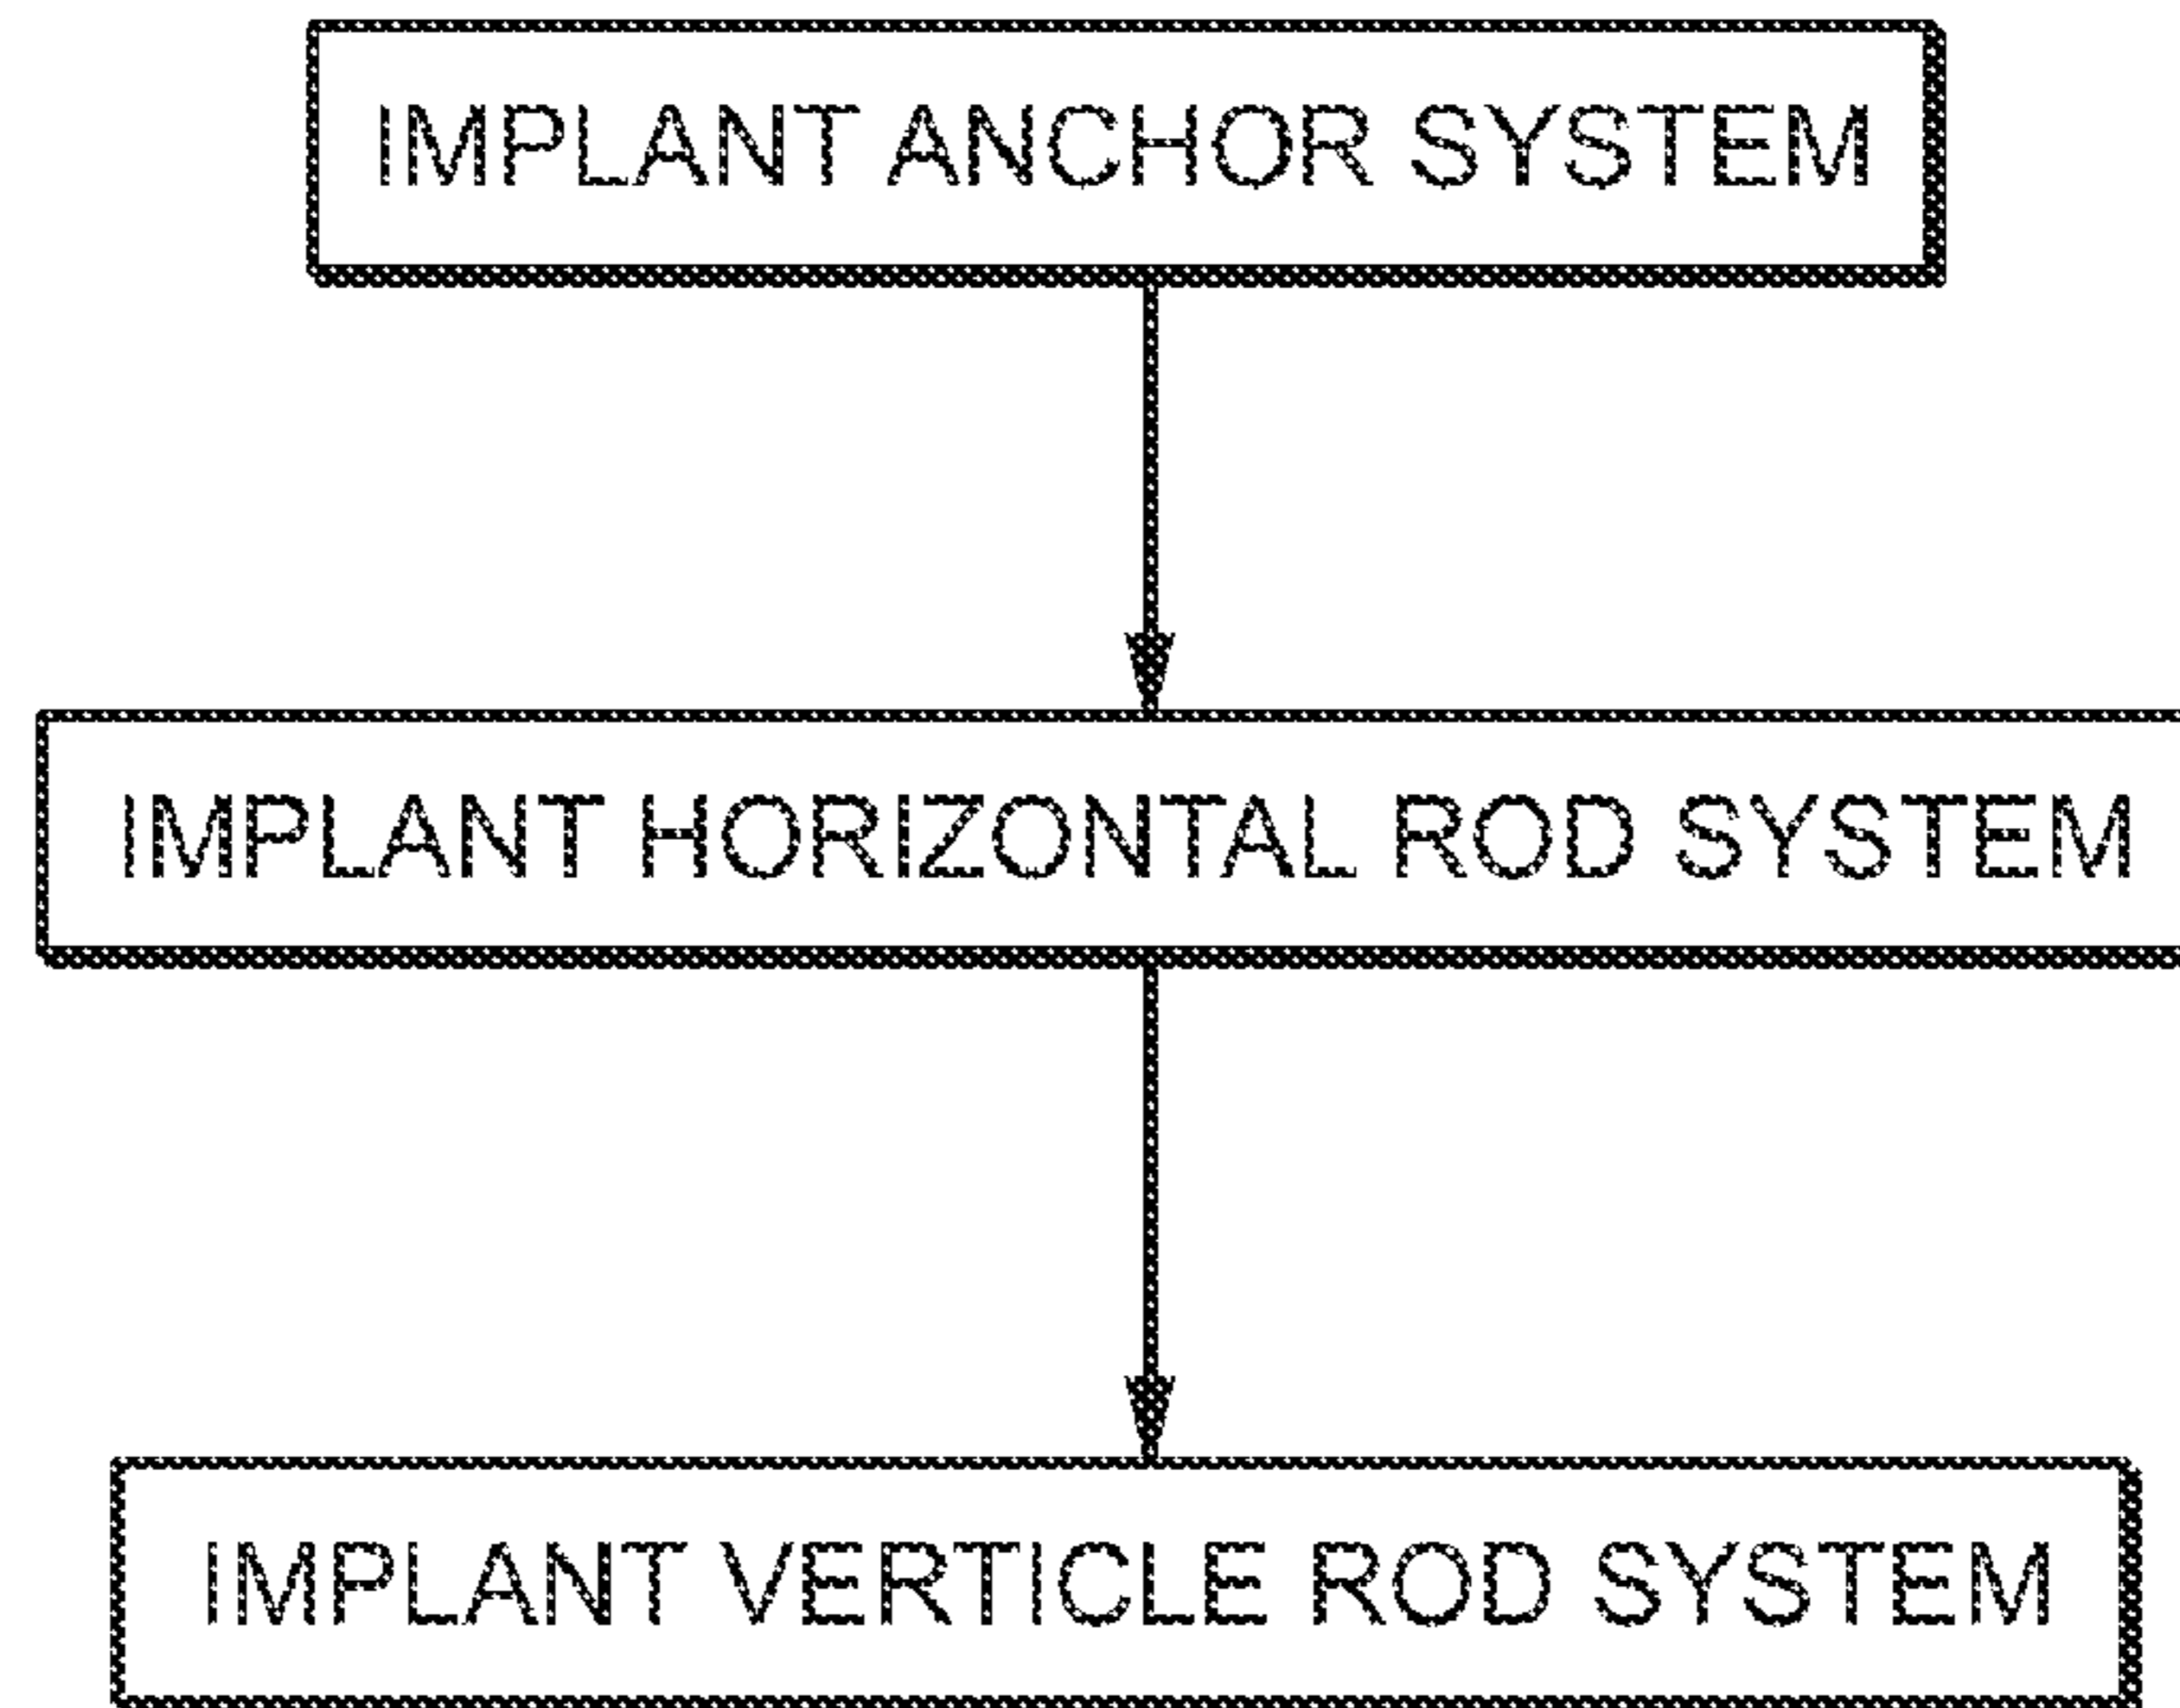 IMPLANT ANCHOR SYSTEM
IMPLANT HORIZONTAL ROD SYSTEM
IMPLANT VERTICLE ROD SYSTEM